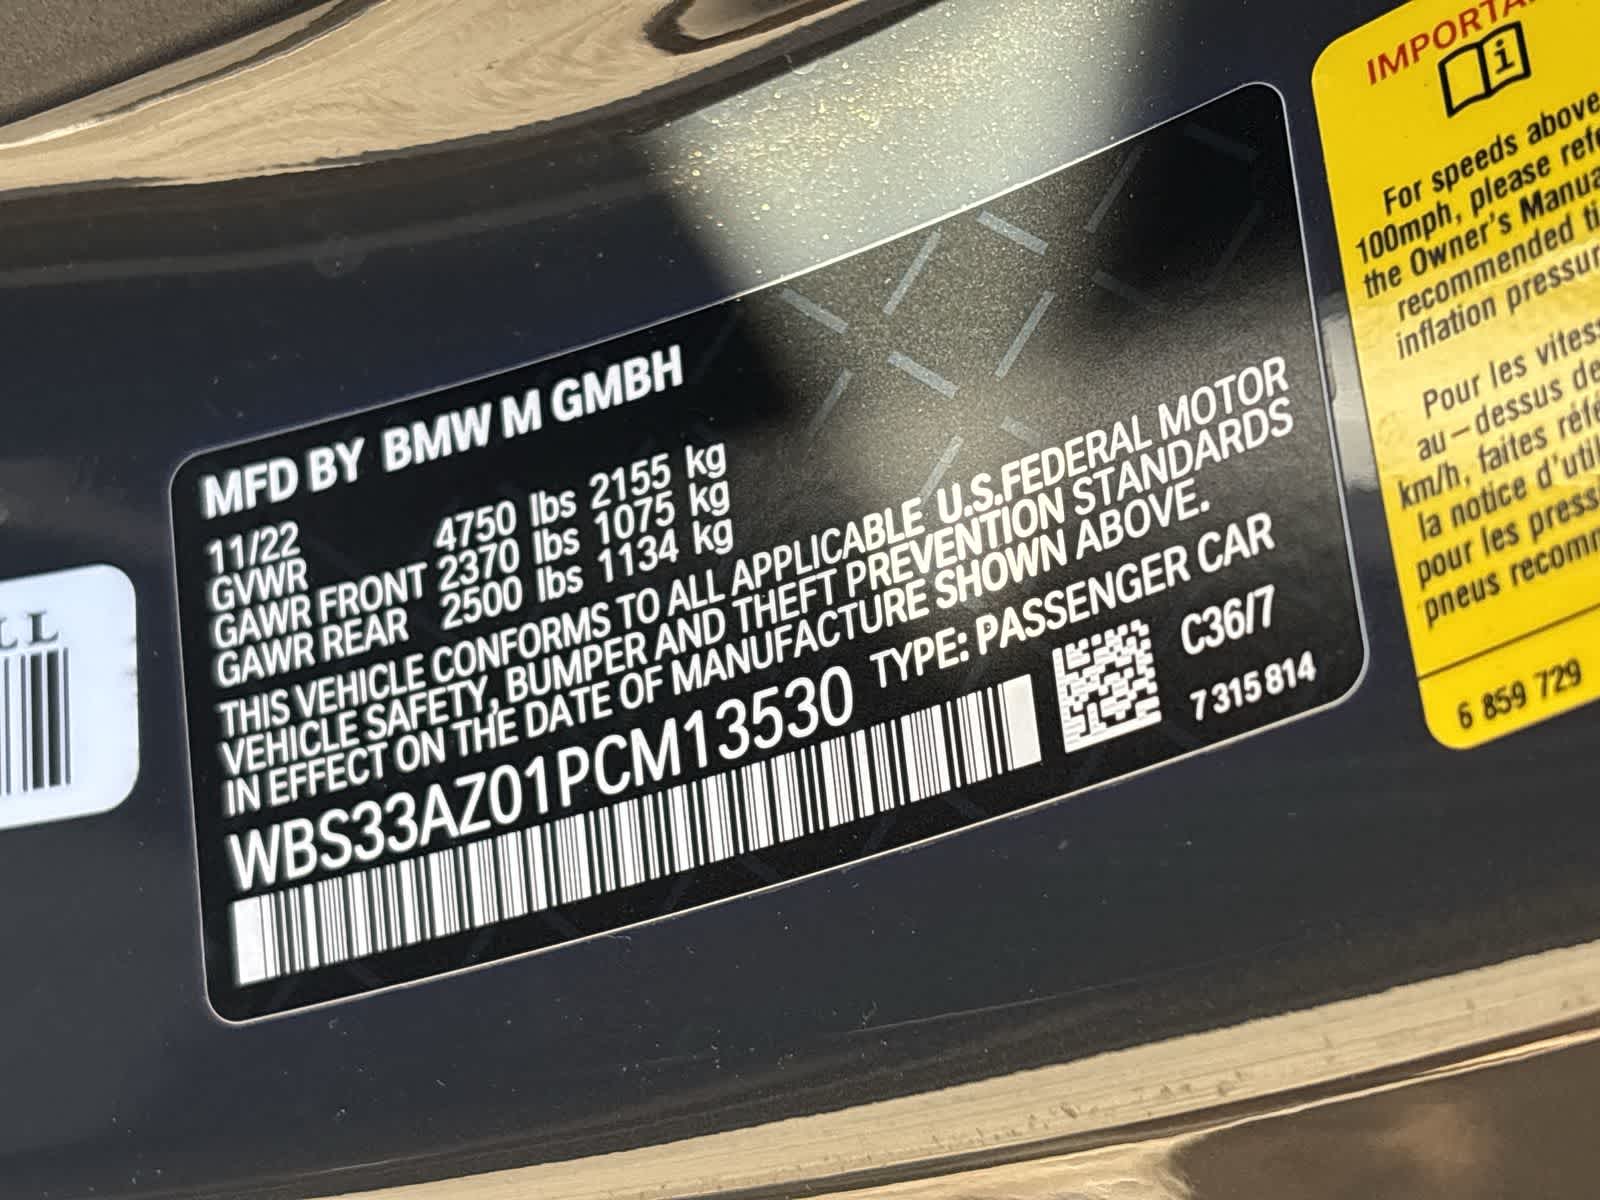 MFD BY BMW M GMBH
11/22
GVWR 4750 lbs 2155 kg
GAWR FRONT 2370 lbs 1075 kg
GAWR REAR 2500 lbs 1134 kg
THIS VEHICLE CONFORMS TO ALL APPLICABLE U.S.FEDERAL MOTOR
VEHICLE SAFETY, BUMPER AND THEFT PREVENTION STANDARDS
IN EFFECT ON THE DATE OF MANUFACTURE SHOWN ABOVE.
WBS33AZ01PCM13530 TYPE: PASSENGER CAR
C36/7
7 315 814
LL
IMPORTA
For speeds above
100mph, please refe
the Owner's Manua
recommended ti
inflation pressur
Pour les vitess
au-dessus de
km/h, faites réfé
la notice d'util
pour les press
pneus recomm
6 859 729